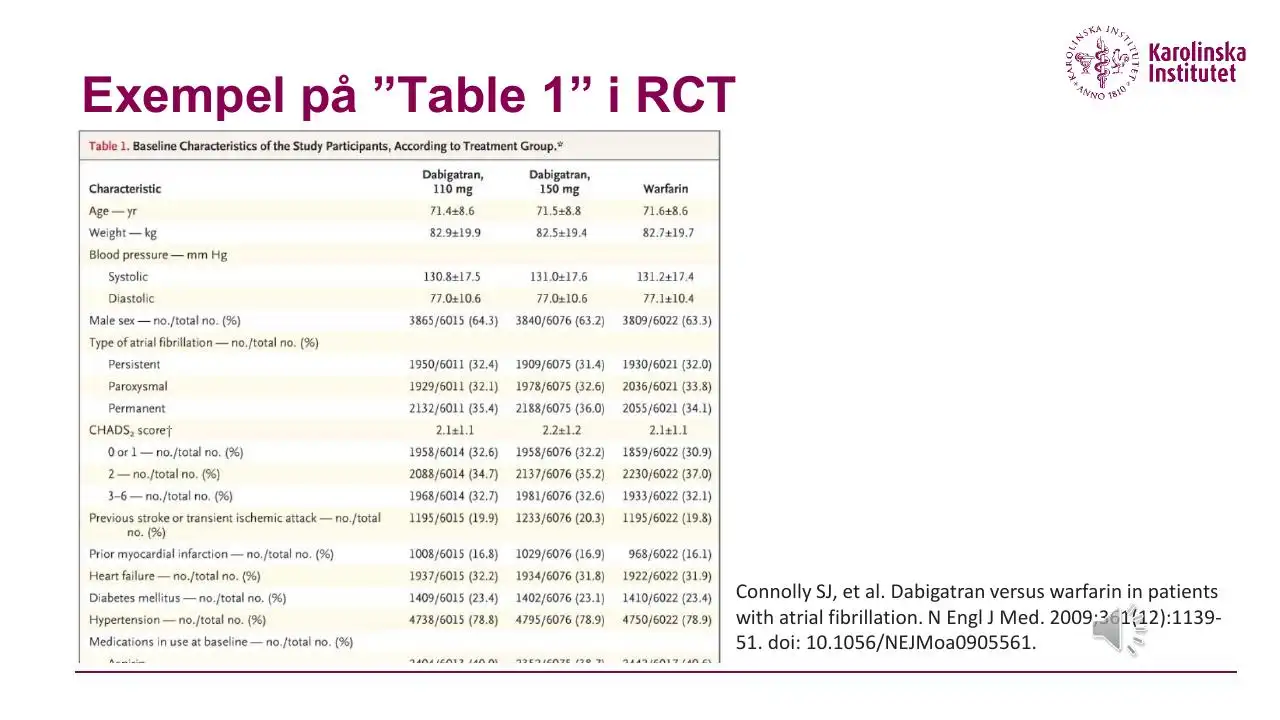 Karolinska
Institutet
KAROLINSKA INSTITUTET ANNO 1810
Exempel på ”Table 1” i RCT
Table 1. Baseline Characteristics of the Study Participants, According to Treatment Group.*
Characteristic Dabigatran, 110 mg Dabigatran, 150 mg Warfarin
Age — yr 71.4±8.6 71.5±8.8 71.6±8.6
Weight — kg 82.9±19.9 82.5±19.4 82.7±19.7
Blood pressure — mm Hg
Systolic 130.8±17.5 131.0±17.6 131.2±17.4
Diastolic 77.0±10.6 77.0±10.6 77.1±10.4
Male sex — no./total no. (%) 3865/6015 (64.3) 3840/6076 (63.2) 3809/6022 (63.3)
Type of atrial fibrillation — no./total no. (%)
Persistent 1950/6011 (32.4) 1909/6075 (31.4) 1930/6021 (32.0)
Paroxysmal 1929/6011 (32.1) 1978/6075 (32.6) 2036/6021 (33.8)
Permanent 2132/6011 (35.4) 2188/6075 (36.0) 2055/6021 (34.1)
CHADS₂ score† 2.1±1.1 2.2±1.2 2.1±1.1
0 or 1 — no./total no. (%) 1958/6014 (32.6) 1958/6076 (32.2) 1859/6022 (30.9)
2 — no./total no. (%) 2088/6014 (34.7) 2137/6076 (35.2) 2230/6022 (37.0)
3–6 — no./total no. (%) 1968/6014 (32.7) 1981/6076 (32.6) 1933/6022 (32.1)
Previous stroke or transient ischemic attack — no./total 1195/6015 (19.9) 1233/6076 (20.3) 1195/6022 (19.8)
no. (%)
Prior myocardial infarction — no./total no. (%) 1008/6015 (16.8) 1029/6076 (16.9) 968/6022 (16.1)
Heart failure — no./total no. (%) 1937/6015 (32.2) 1934/6076 (31.8) 1922/6022 (31.9)
Diabetes mellitus — no./total no. (%) 1409/6015 (23.4) 1402/6076 (23.1) 1410/6022 (23.4)
Hypertension — no./total no. (%) 4738/6015 (78.8) 4795/6076 (78.9) 4750/6022 (78.9)
Medications in use at baseline — no./total no. (%)
Connolly SJ, et al. Dabigatran versus warfarin in patients
with atrial fibrillation. N Engl J Med. 2009;361(12):1139-
51. doi: 10.1056/NEJMoa0905561.